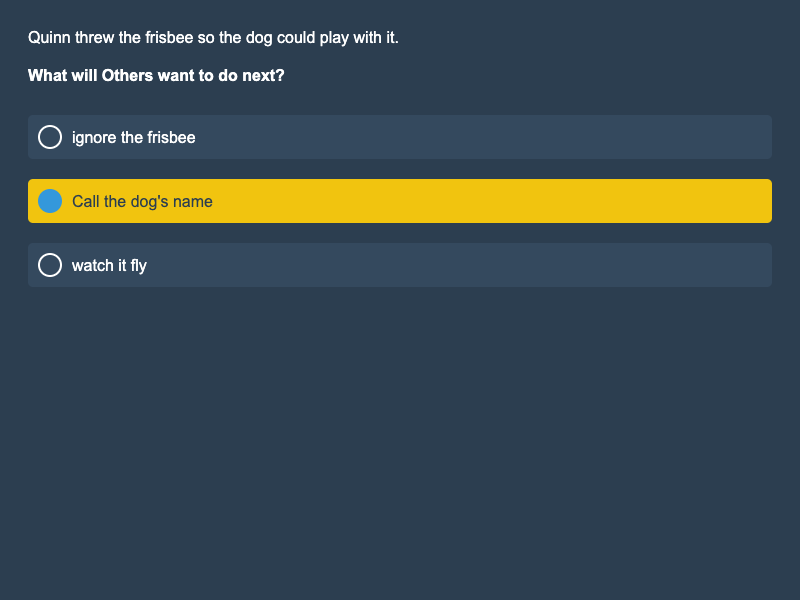 Quinn threw the frisbee so the dog could play with it.
What will Others want to do next?
ignore the frisbee
Call the dog's name
watch it fly